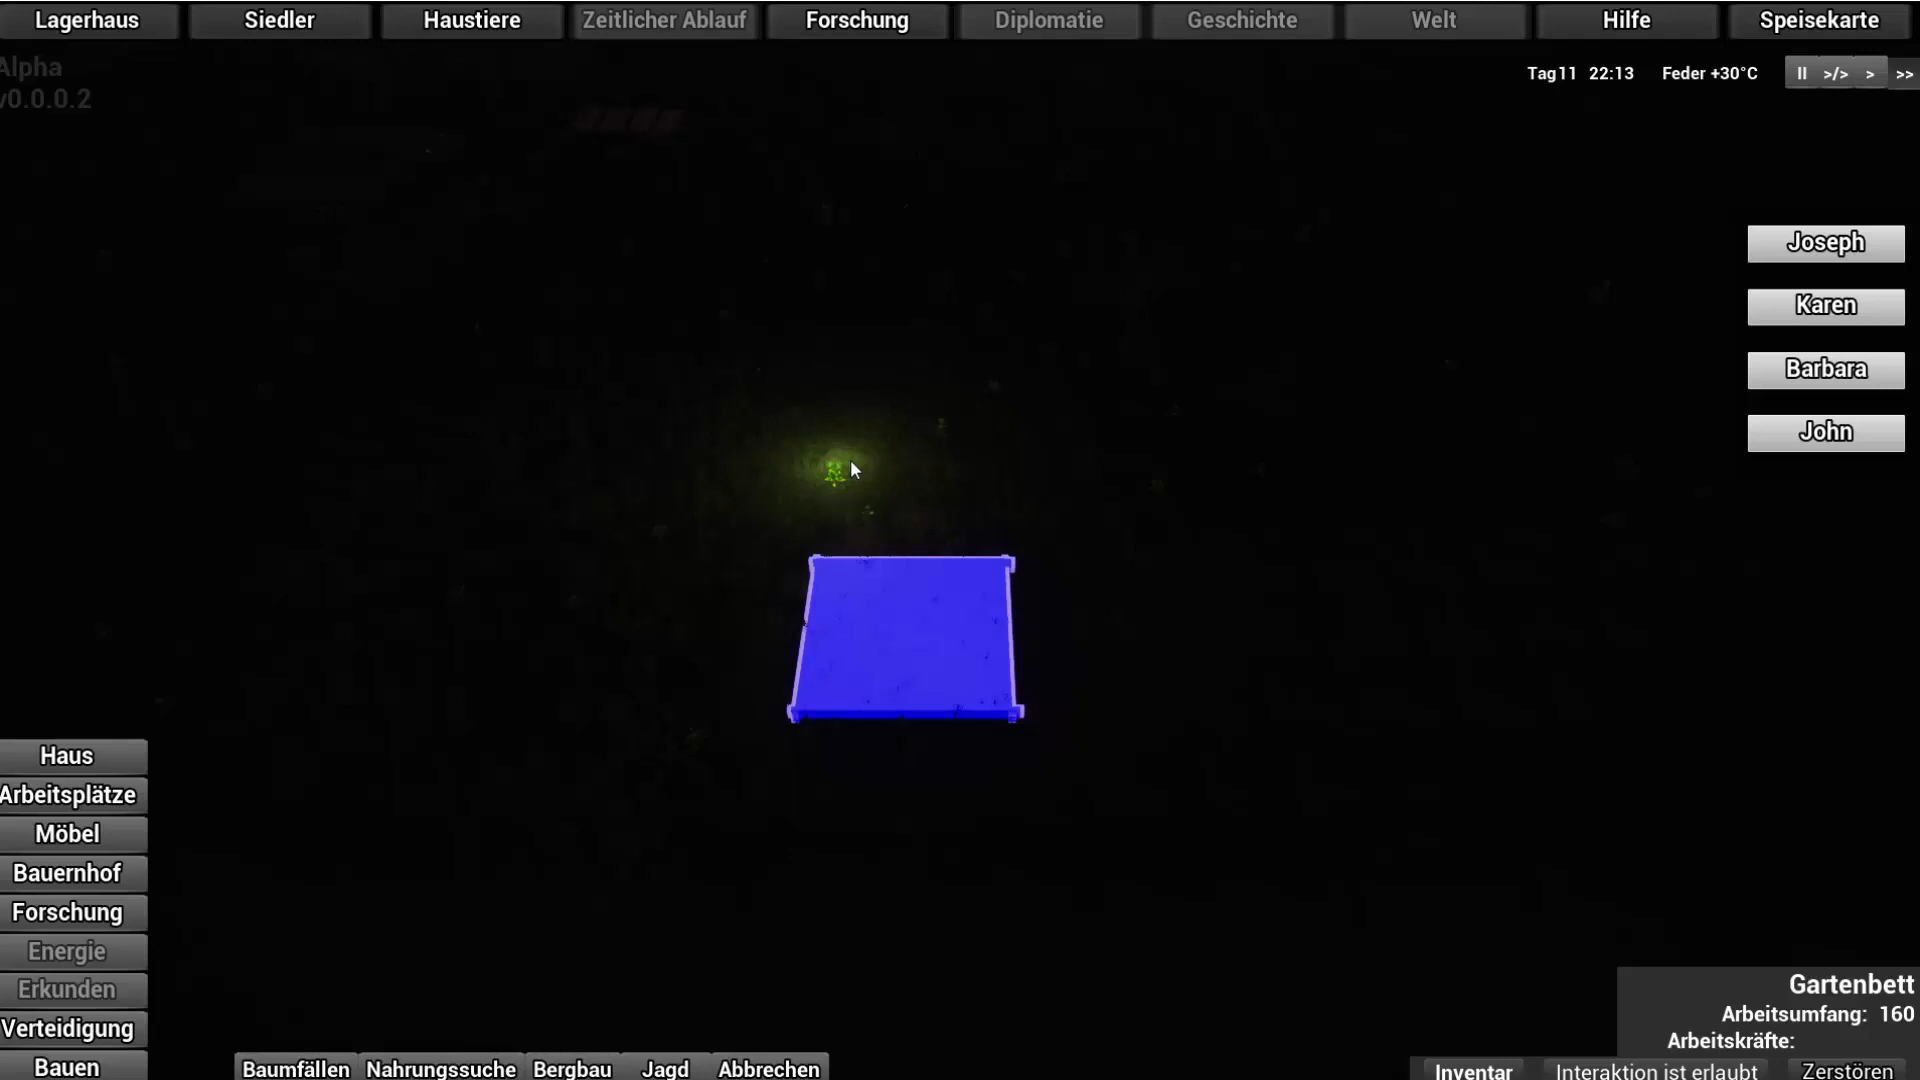 Lagerhaus Siedler Haustiere Zeitlicher Ablauf Forschung Diplomatie Geschichte Welt Hilfe Speisekarte
Alpha
v0.0.0.2
Tag11 22:13 Feder +30°C II >/> > >>
Joseph
Karen
Barbara
John
Haus
Arbeitsplätze
Möbel
Bauernhof
Forschung
Energie
Erkunden
Verteidigung
Bauen
Baumfällen Nahrungssuche Bergbau Jagd Abbrechen
Gartenbett
Arbeitsumfang: 160
Arbeitskräfte:
Inventar Interaktion ist erlaubt Zerstören